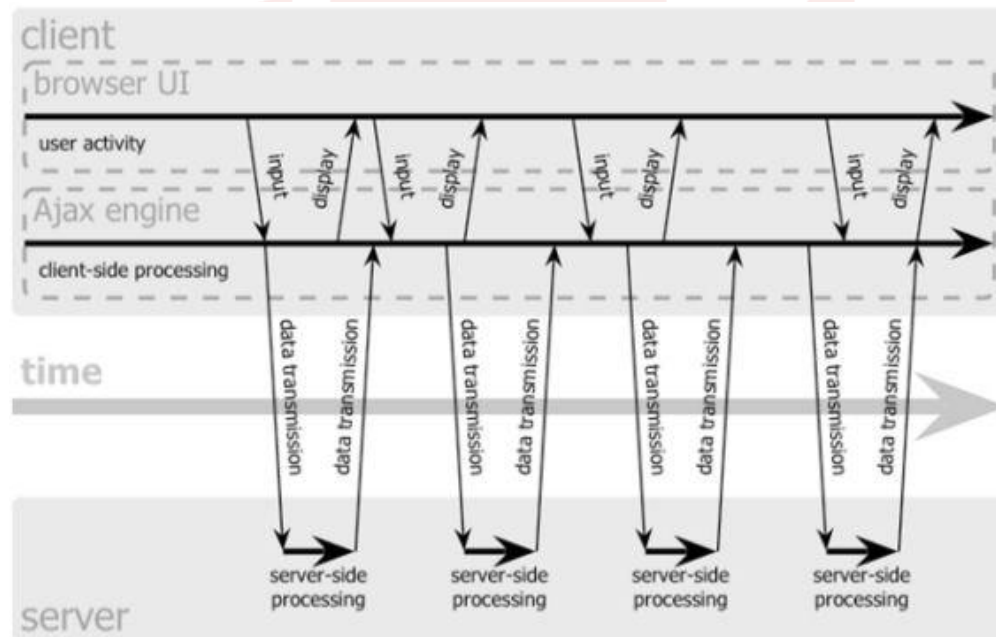 client
browser UI
user activity
input
display
input
display
input
display
input
display
Ajax engine
client-side processing
data transmission
data transmission
data transmission
data transmission
data transmission
data transmission
data transmission
data transmission
time
server-side
processing
server-side
processing
server-side
processing
server-side
processing
server